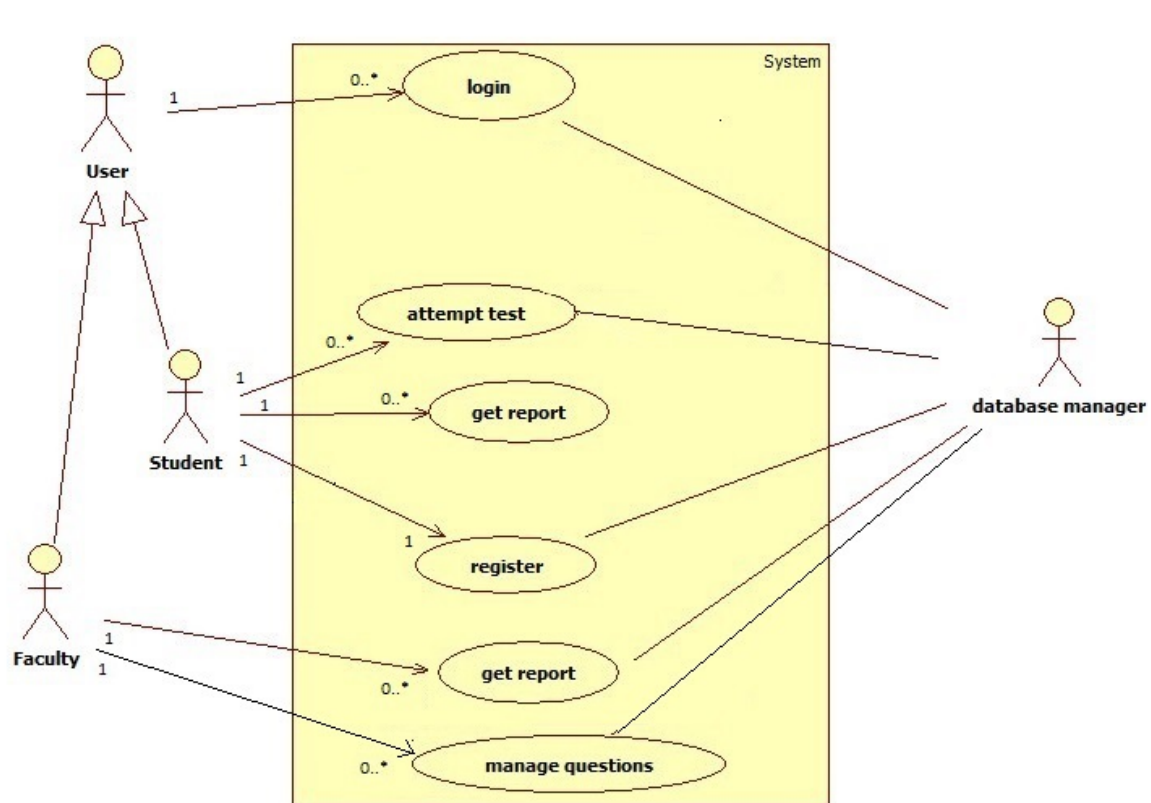 System
login
0..*
1
User
attempt test
0..*
1
get report
0..*
1
database manager
Student
1
1
register
Faculty
1
0..*
get report
1
0..*
manage questions